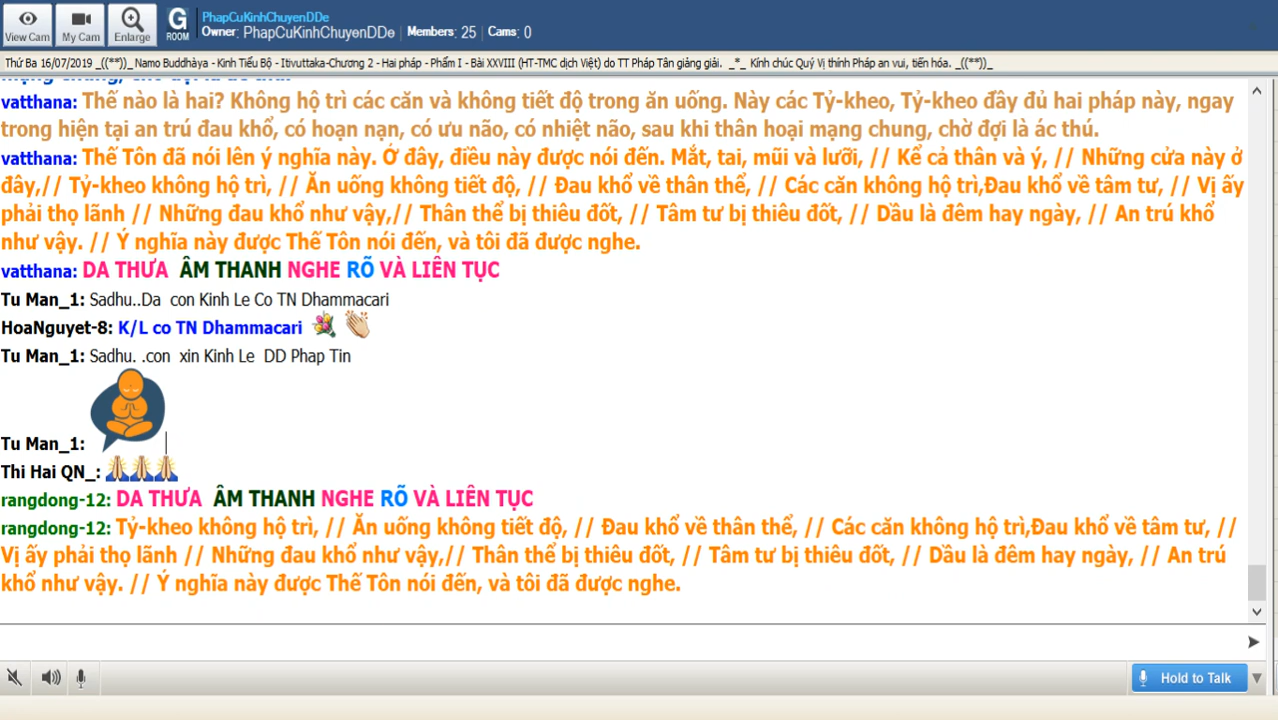 View Cam
My Cam
Enlarge
G
ROOM
PhapCuKinhChuyenDDe
Owner: PhapCuKinhChuyenDDe Members: 25 Cams: 0
Thứ Ba 16/07/2019 _((**))_ Namo Buddhàya - Kinh Tiểu Bộ - Itivuttaka-Chương 2 - Hai pháp - Phẩm I - Bài XXVIII (HT-TMC dịch Việt) do TT Pháp Tân giảng giải. _*_ Kính chúc Quý Vị thính Pháp an vui, tiến hóa. _((**))_
vatthana: Thế nào là hai? Không hộ trì các căn và không tiết độ trong ăn uống. Này các Tỷ-kheo, Tỷ-kheo đầy đủ hai pháp này, ngay
trong hiện tại an trú đau khổ, có hoạn nạn, có ưu não, có nhiệt não, sau khi thân hoại mạng chung, chờ đợi là ác thú.
vatthana: Thế Tôn đã nói lên ý nghĩa này. Ở đây, điều này được nói đến. Mắt, tai, mũi và lưỡi, // Kể cả thân và ý, // Những cửa này ở
đây,// Tỷ-kheo không hộ trì, // Ăn uống không tiết độ, // Đau khổ về thân thể, // Các căn không hộ trì,Đau khổ về tâm tư, // Vị ấy
phải thọ lãnh // Những đau khổ như vậy,// Thân thể bị thiêu đốt, // Tâm tư bị thiêu đốt, // Dầu là đêm hay ngày, // An trú khổ
như vậy. // Ý nghĩa này được Thế Tôn nói đến, và tôi đã được nghe.
vatthana: DA THƯA ÂM THANH NGHE RÕ VÀ LIÊN TỤC
Tu Man_1: Sadhu..Da con Kinh Le Co TN Dhammacari
HoaNguyet-8: K/L co TN Dhammacari
Tu Man_1: Sadhu. .con xin Kinh Le DD Phap Tin
Tu Man_1:
Thi Hai QN_:
rangdong-12: DA THƯA ÂM THANH NGHE RÕ VÀ LIÊN TỤC
rangdong-12: Tỷ-kheo không hộ trì, // Ăn uống không tiết độ, // Đau khổ về thân thể, // Các căn không hộ trì,Đau khổ về tâm tư, //
Vị ấy phải thọ lãnh // Những đau khổ như vậy,// Thân thể bị thiêu đốt, // Tâm tư bị thiêu đốt, // Dầu là đêm hay ngày, // An trú
khổ như vậy. // Ý nghĩa này được Thế Tôn nói đến, và tôi đã được nghe.
Hold to Talk